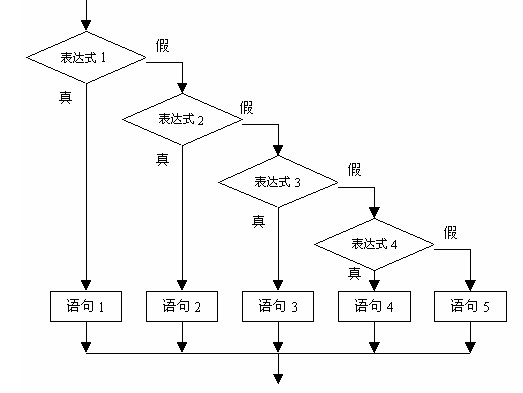 表达式 1
假
真
表达式 2
假
真
表达式 3
假
真
表达式 4
假
真
语句 1
语句 2
语句 3
语句 4
语句 5